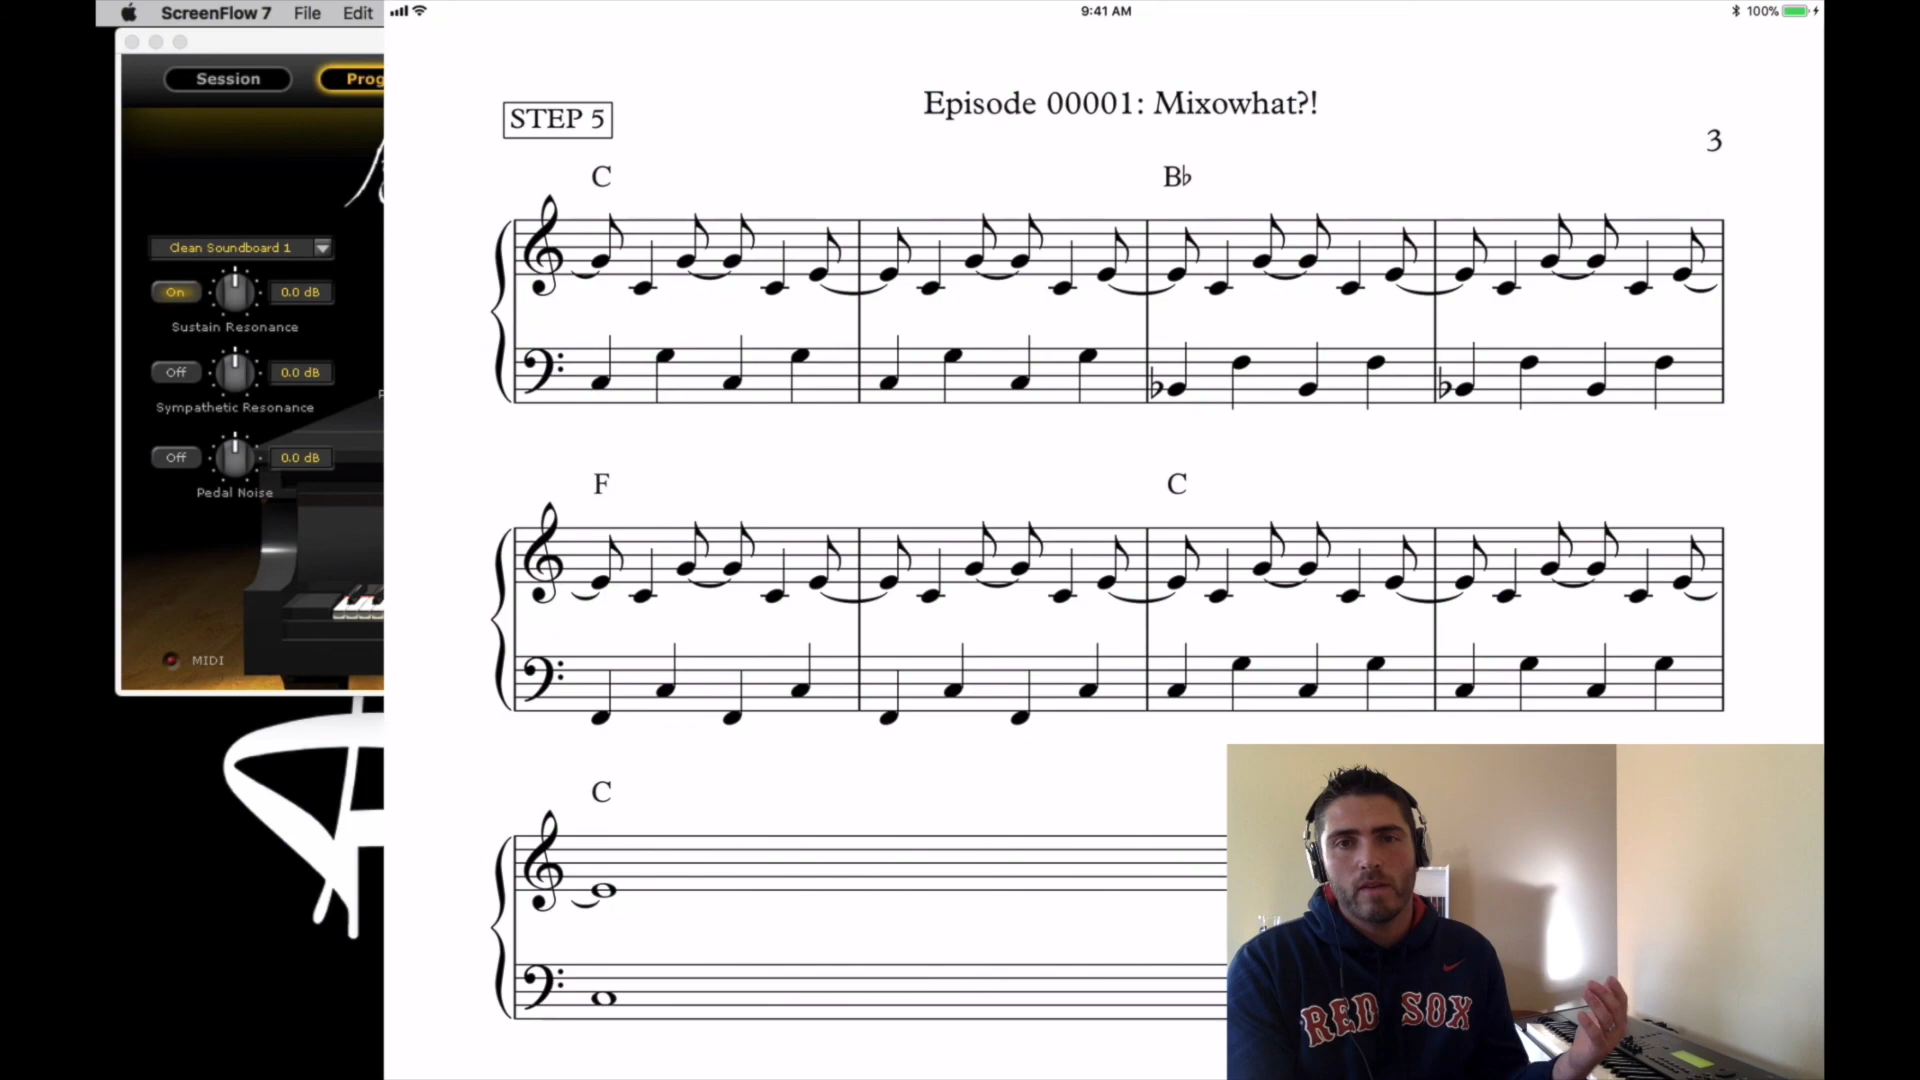 ScreenFlow 7 File Edit
9:41 AM
100%
Session
Prog
Clean Soundboard 1
On
0.0 dB
Sustain Resonance
Off
0.0 dB
Sympathetic Resonance
Off
0.0 dB
Pedal Noise
MIDI
Episode 00001: Mixowhat?!
STEP 5
3
C B♭
F C
C
RED SOX